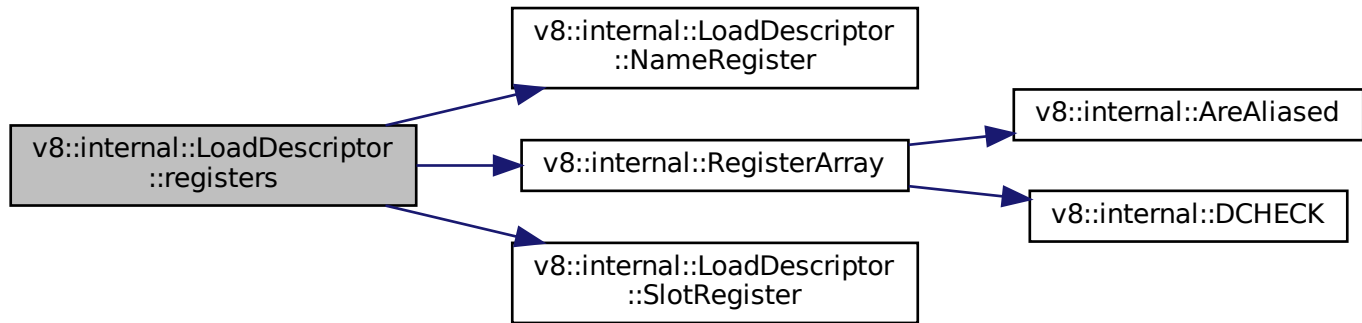 v8::internal::LoadDescriptor
::registers
v8::internal::LoadDescriptor
::NameRegister
v8::internal::RegisterArray
v8::internal::LoadDescriptor
::SlotRegister
v8::internal::AreAliased
v8::internal::DCHECK